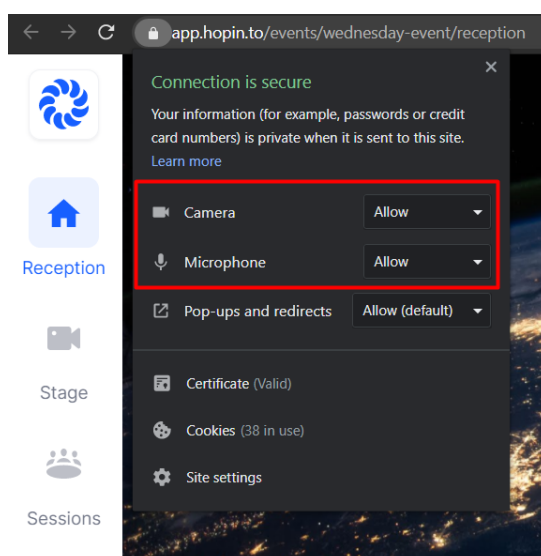 app.hopin.to/events/wednesday-event/reception
Connection is secure
Your information (for example, passwords or credit
card numbers) is private when it is sent to this site.
Learn more
Camera Allow
Microphone Allow
Pop-ups and redirects Allow (default)
Certificate (Valid)
Cookies (38 in use)
Site settings
Reception
Stage
Sessions